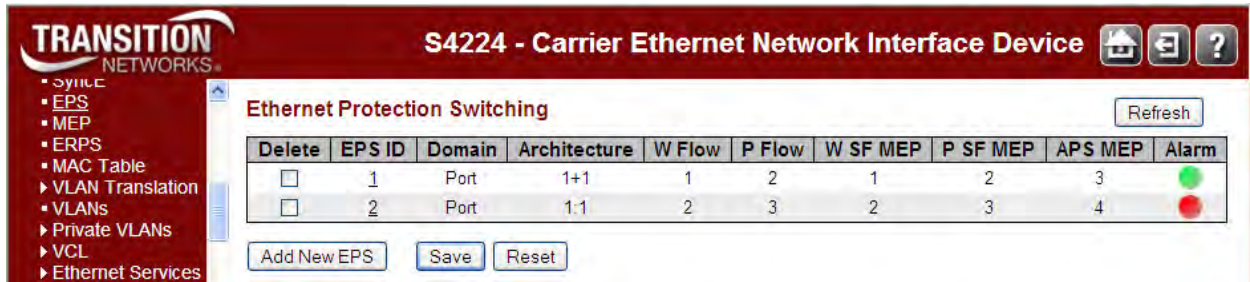 TRANSITION
NETWORKS®
S4224 - Carrier Ethernet Network Interface Device
?
SyncE
EPS
MEP
ERPS
MAC Table
VLAN Translation
VLANs
Private VLANs
VCL
Ethernet Services
Ethernet Protection Switching
Refresh
Delete EPS ID Domain Architecture W Flow P Flow W SF MEP P SF MEP APS MEP Alarm
1 Port 1+1 1 2 1 2 3
2 Port 1:1 2 3 2 3 4
Add New EPS Save Reset